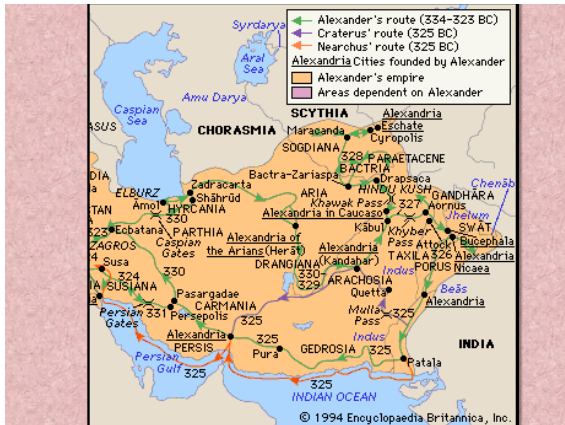 Alexander's route (334–323 BC)
Craterus' route (325 BC)
Nearchus' route (325 BC)
Alexandria Cities founded by Alexander
Alexander's empire
Areas dependent on Alexander
Syrdarya
Aral
Sea
Caspian
Sea
Amu Darya
SCYTHIA
CHORASMIA
ASUS
Alexandria
Eschate
Maracanda
Cyropolis
SOGDIANA
328
PARAETACENE
BACTRIA
Bactra-Zariaspa
Drapsaca
HINDU KUSH
Chenāb
GANDHĀRA
Zadracarta
ELBURZ
Shāhrūd
Āmol
HYRCANIA
330
ARIA
Khawak Pass
Alexandria in Caucaso
327
Aornus
Jhelum
DIA
TAN
323
Ecbatana
PARTHIA
Caspian
Gates
Kābul
Khyber
Pass
SWĀT
Attock
Bucephala
Alexandria of
the Arians (Herāt)
Alexandria
(Kandahar)
TAXILA
326
Alexandria
Nicaea
ZAGROS
Susa
DRANGIANA
330-
329
PORUS
Indus
324
SUSIANA
330
ARACHOSIA
Quetta
Beās
Alexandria
Pasargadae
CARMANIA
331
Persepolis
Persian
Gates
Mulla
Pass
325
Alexandria
PERSIS
325
Indus
INDIA
Persian
Gulf
325
325
Pura
GEDROSIA
325
Patala
325
INDIAN OCEAN
© 1994 Encyclopaedia Britannica, Inc.